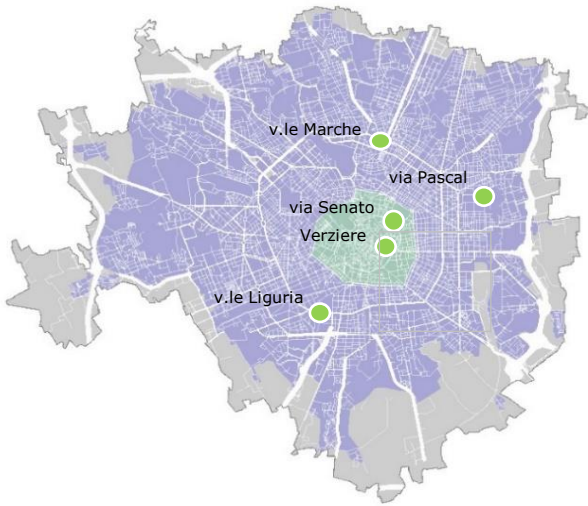 v.le Marche
via Pascal
via Senato
Verziere
v.le Liguria